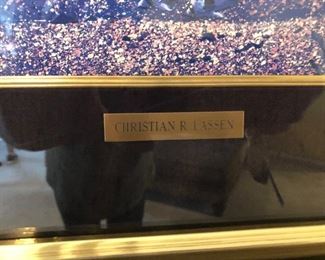 CHRISTIAN R. LASSEN